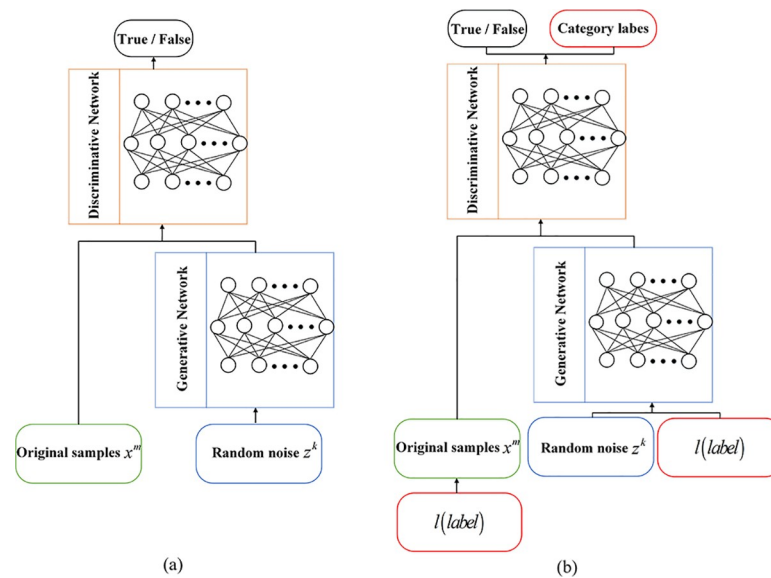 True / False
Discriminative Network
Generative Network
Original samples x^m
Random noise z^k
(a)
True / False
Category labes
Discriminative Network
Generative Network
Original samples x^m
Random noise z^k
l(label)
l(label)
(b)